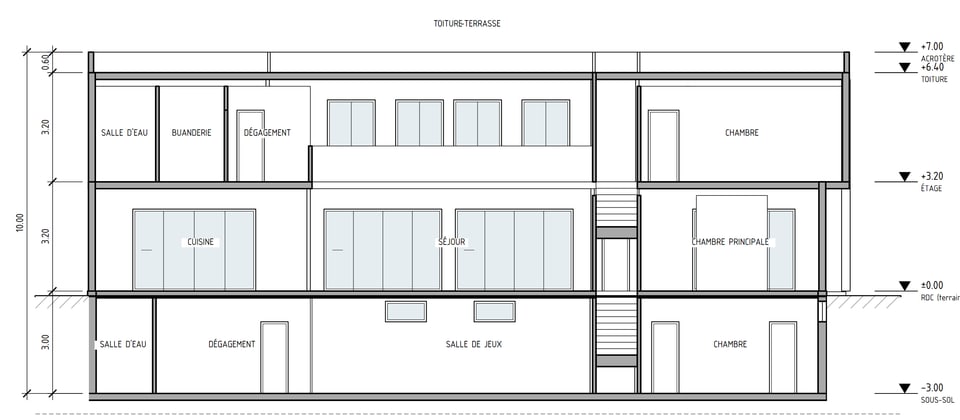 TOITURE-TERRASSE
+7.00
ACROTÈRE
0.60
+6.40
TOITURE
3.20
SALLE D'EAU
BUANDERIE
DÉGAGEMENT
CHAMBRE
+3.20
ÉTAGE
10.00
3.20
CUISINE
SÉJOUR
CHAMBRE PRINCIPALE
±0.00
RDC (terrain
3.00
SALLE D'EAU
DÉGAGEMENT
SALLE DE JEUX
CHAMBRE
-3.00
SOUS-SOL